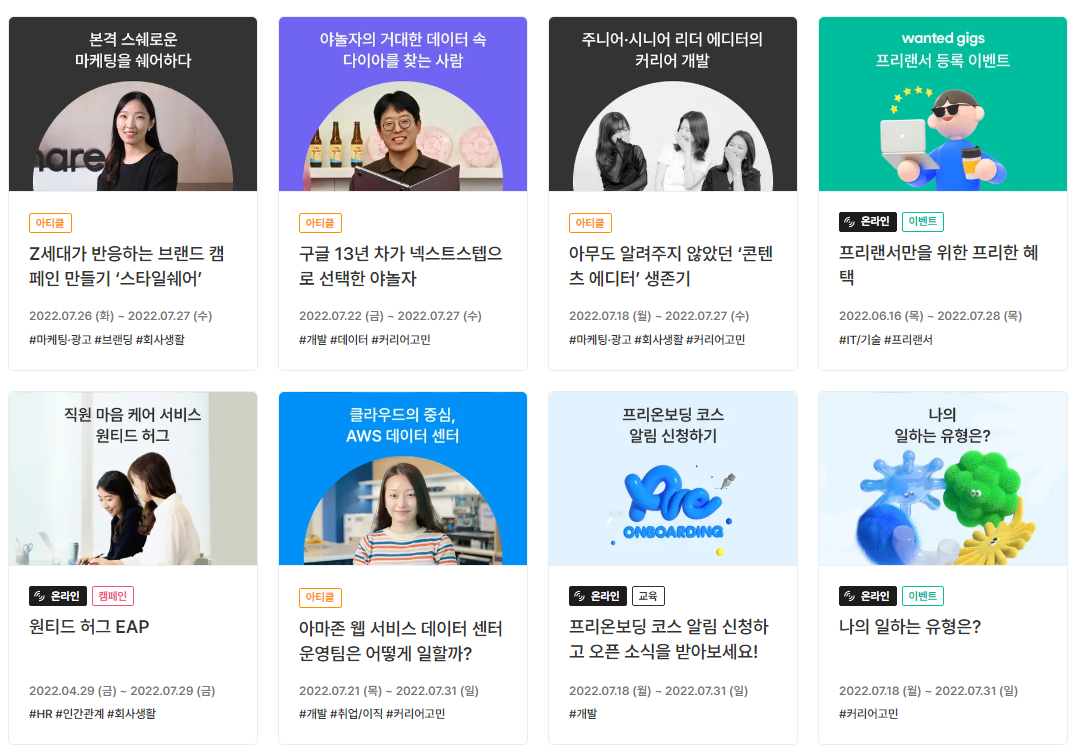 본격 스쉐로운
마케팅을 쉐어하다
hare
아티클
Z세대가 반응하는 브랜드 캠
페인 만들기 ‘스타일쉐어’
2022.07.26 (화) ~ 2022.07.27 (수)
#마케팅·광고 #브랜딩 #회사생활
야놀자의 거대한 데이터 속
다이아를 찾는 사람
아티클
구글 13년 차가 넥스트스텝으
로 선택한 야놀자
2022.07.22 (금) ~ 2022.07.27 (수)
#개발 #데이터 #커리어고민
주니어·시니어 리더 에디터의
커리어 개발
아티클
아무도 알려주지 않았던 ‘콘텐
츠 에디터’ 생존기
2022.07.18 (월) ~ 2022.07.27 (수)
#마케팅·광고 #회사생활 #커리어고민
wanted gigs
프리랜서 등록 이벤트
온라인 이벤트
프리랜서만을 위한 프리한 혜
택
2022.06.16 (목) ~ 2022.07.28 (목)
#IT/기술 #프리랜서
직원 마음 케어 서비스
원티드 허그
온라인 캠페인
원티드 허그 EAP
2022.04.29 (금) ~ 2022.07.29 (금)
#HR #인간관계 #회사생활
클라우드의 중심,
AWS 데이터 센터
아티클
아마존 웹 서비스 데이터 센터
운영팀은 어떻게 일할까?
2022.07.21 (목) ~ 2022.07.31 (일)
#개발 #취업/이직 #커리어고민
프리온보딩 코스
알림 신청하기
Pre
ONBOARDING
온라인 교육
프리온보딩 코스 알림 신청하
고 오픈 소식을 받아보세요!
2022.07.18 (월) ~ 2022.07.31 (일)
#개발
나의
일하는 유형은?
온라인 이벤트
나의 일하는 유형은?
2022.07.18 (월) ~ 2022.07.31 (일)
#커리어고민